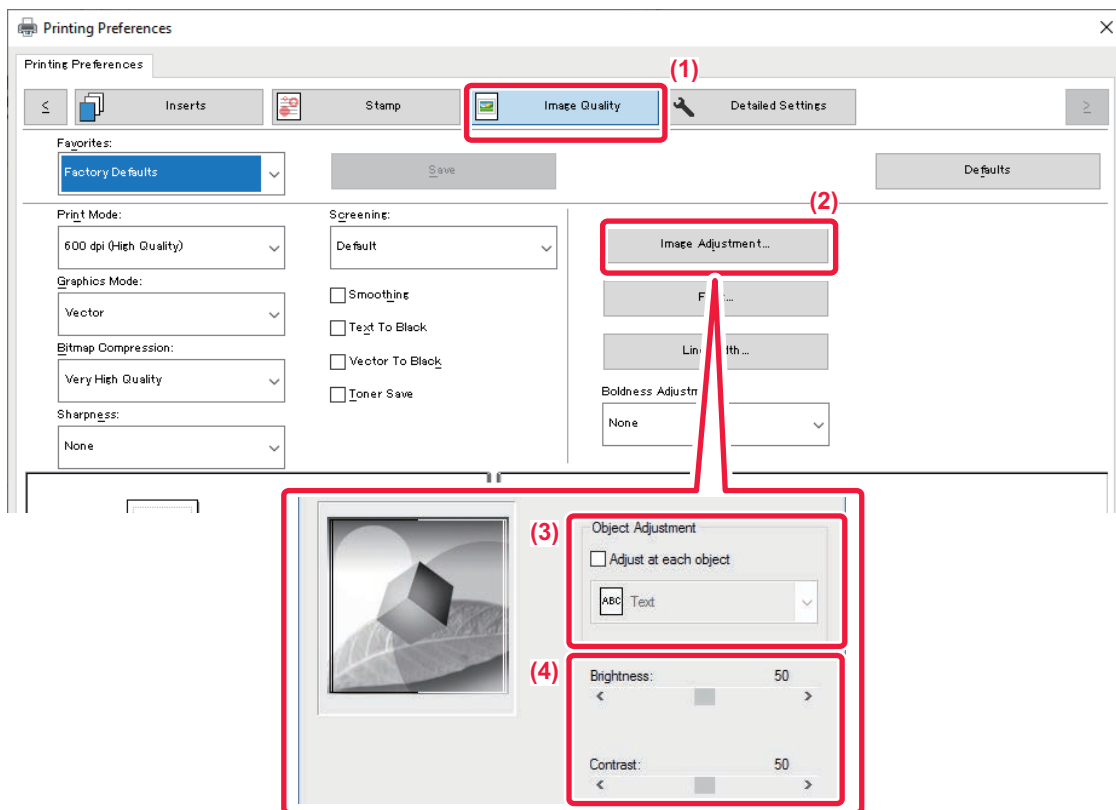 Printing Preferences
Printing Preferences
(1)
Inserts
Stamp
Image Quality
Detailed Settings
Favorites:
Factory Defaults
Save
Defaults
(2)
Print Mode:
600 dpi (High Quality)
Screening:
Default
Image Adjustment...
Graphics Mode:
Vector
Smoothing
Text To Black
Bitmap Compression:
Very High Quality
Vector To Black
Toner Save
Boldness
Sharpness:
None
None
(3)
Object Adjustment
Adjust at each object
ABC Text
(4)
Brightness: 50
Contrast: 50